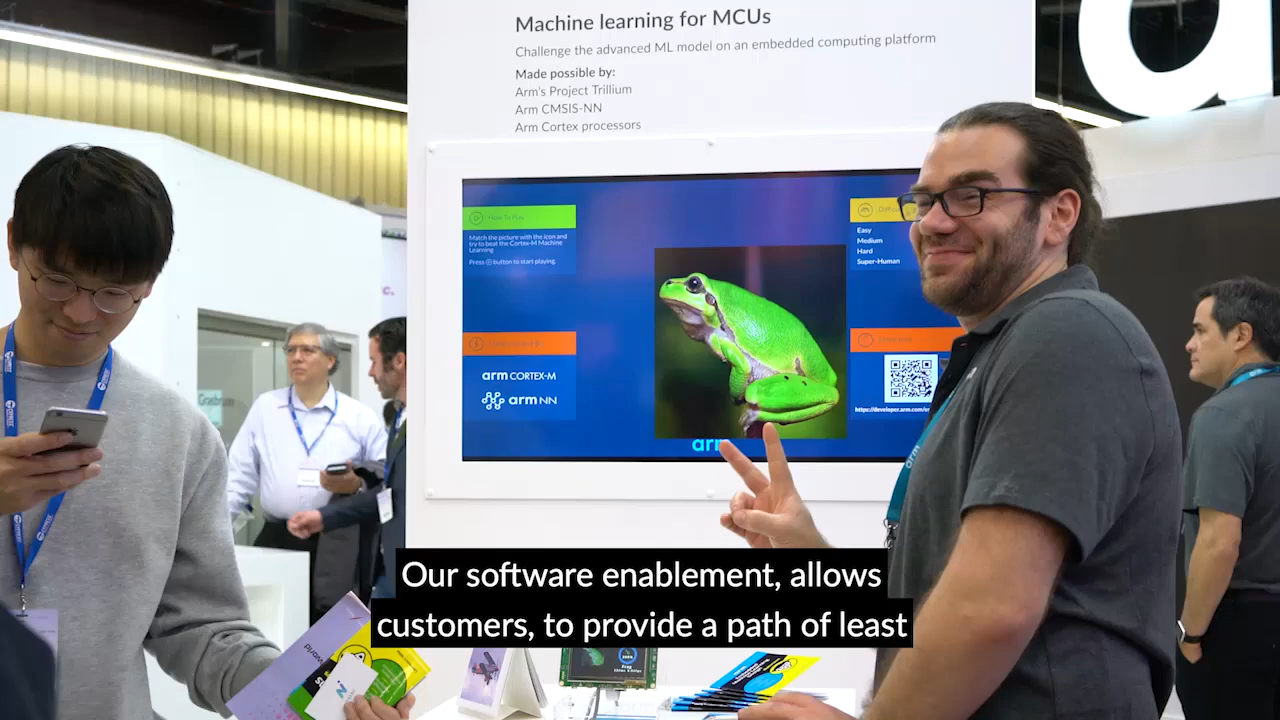 Machine learning for MCUs
Challenge the advanced ML model on an embedded computing platform
Made possible by:
Arm's Project Trillium
Arm CMSIS-NN
Arm Cortex processors
How To Play
Match the picture with the icon and
try to beat the Cortex-M Machine
Learning
Press button to start playing.
Easy
Medium
Hard
Super-Human
arm CORTEX-M
arm NN
https://developer.arm.com/
arm
Our software enablement, allows
customers, to provide a path of least
Frog